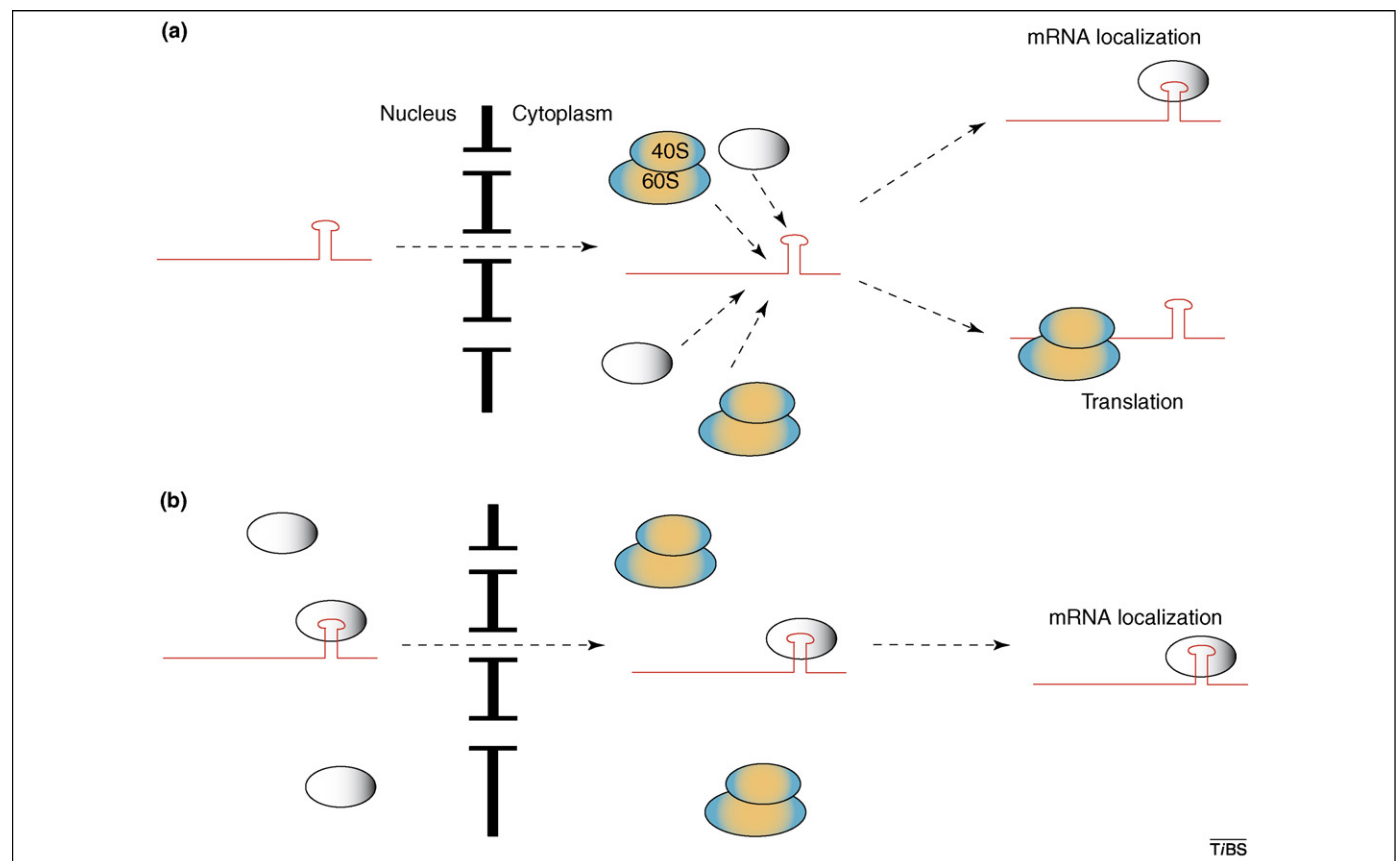 (a)
mRNA localization
Nucleus
Cytoplasm
40S
60S
Translation
(b)
mRNA localization
TiBS